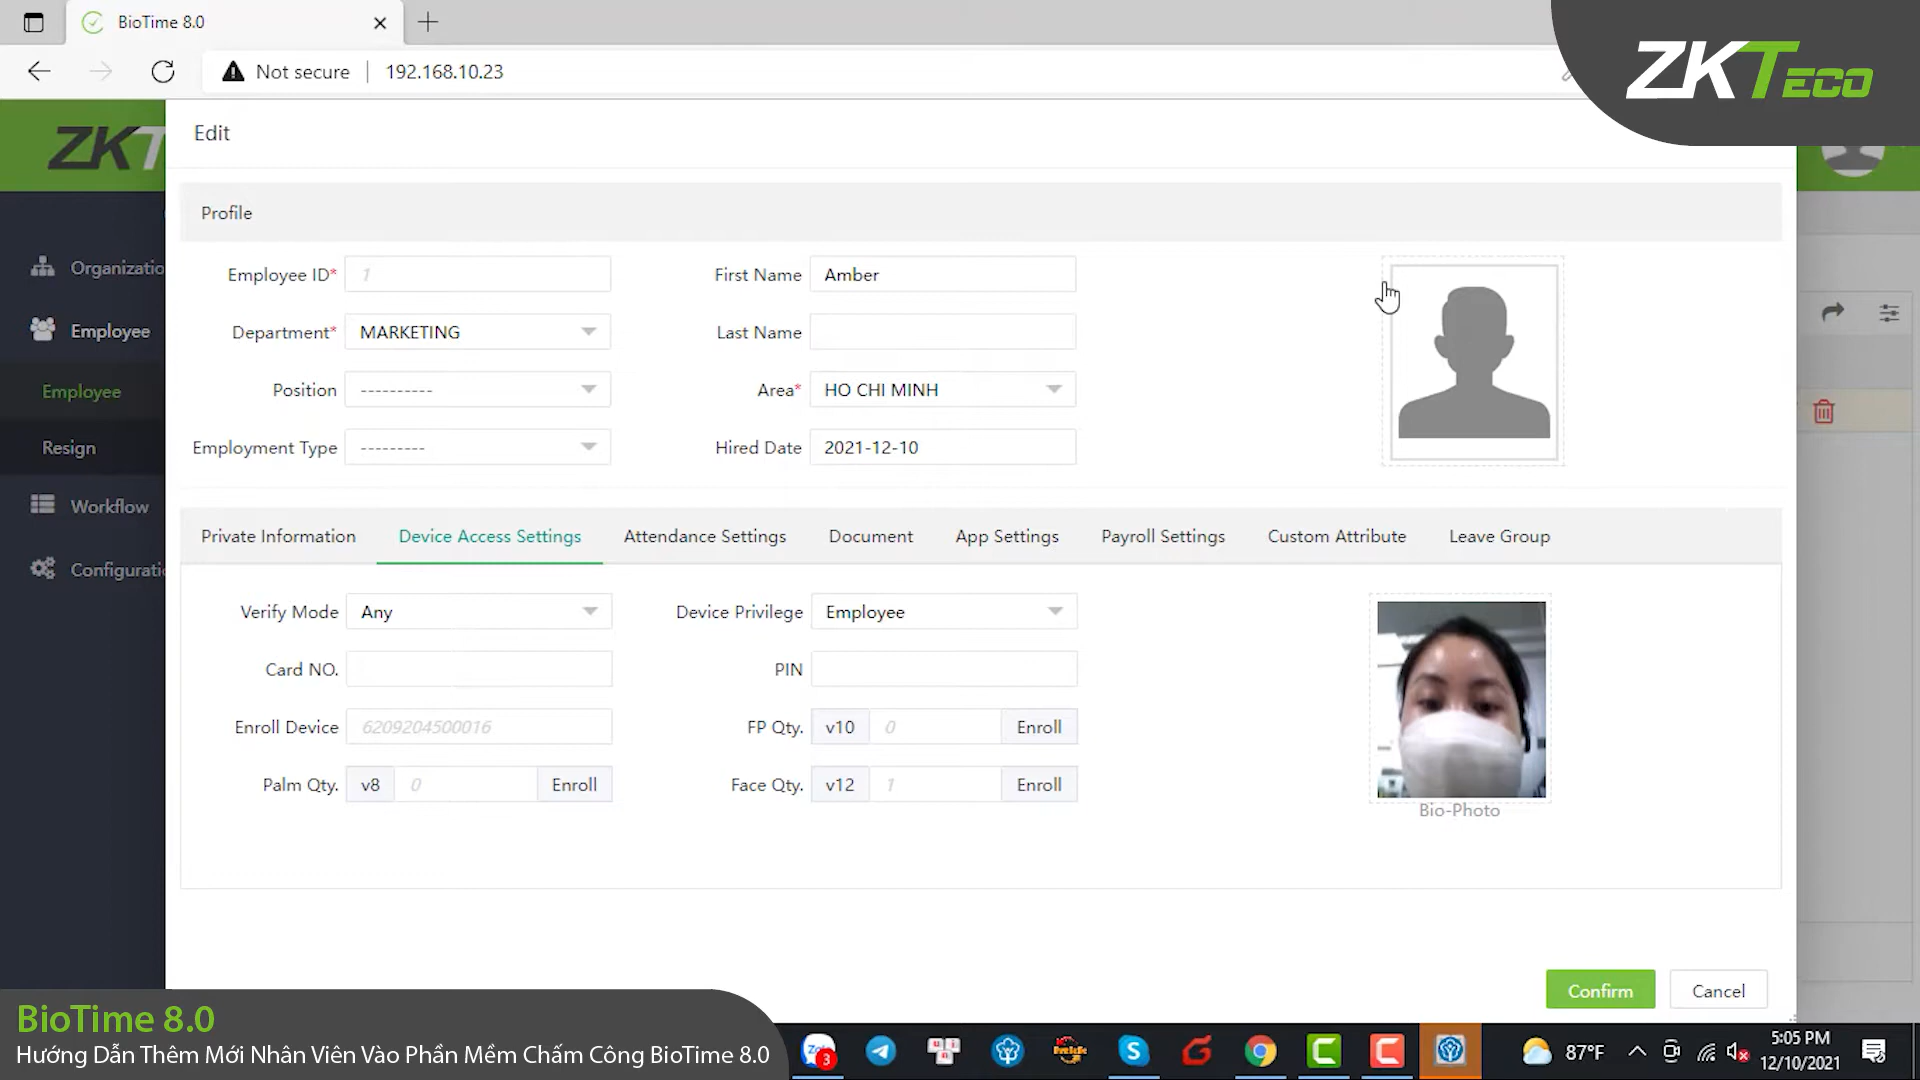 BioTime 8.0
ZKTeco
Not secure
192.168.10.23
ZKT
Edit
Profile
Employee ID* 1
First Name Amber
Department* MARKETING
Last Name
Position ----------
Area* HO CHI MINH
Employment Type ---------
Hired Date 2021-12-10
Organizatio
Employee
Employee
Resign
Workflow
Configurati
Private Information
Device Access Settings
Attendance Settings
Document
App Settings
Payroll Settings
Custom Attribute
Leave Group
Verify Mode Any
Device Privilege Employee
Card NO.
PIN
Enroll Device 6209204500016
FP Qty. v10 0 Enroll
Palm Qty. v8 0 Enroll
Face Qty. v12 1 Enroll
Bio-Photo
Confirm
Cancel
BioTime 8.0
Hướng Dẫn Thêm Mới Nhân Viên Vào Phần Mềm Chấm Công BioTime 8.0
3
87°F
5:05 PM
12/10/2021